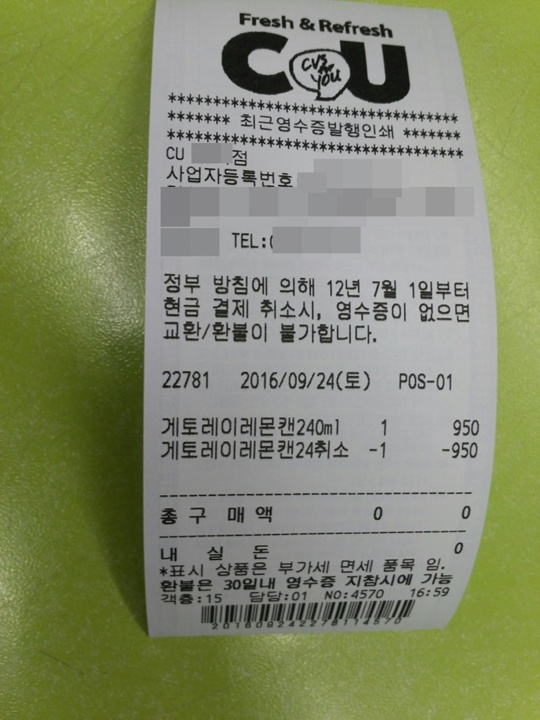 Fresh & Refresh
CU
CVS for YOU
********************************
******* 최근영수증발행인쇄 *******
********************************
CU 점
사업자등록번호
TEL:(
정부 방침에 의해 12년 7월 1일부터
현금 결제 취소시, 영수증이 없으면
교환/환불이 불가합니다.
22781 2016/09/24(토) POS-01
게토레이레몬캔240ml 1 950
게토레이레몬캔24취소 -1 -950
총 구 매 액 0 0
내 실 돈 0
*표시 상품은 부가세 면세 품목 임.
환불은 30일내 영수증 지참시에 가능
객층:15 담당:01 NO:4570 16:59
201609242278114570